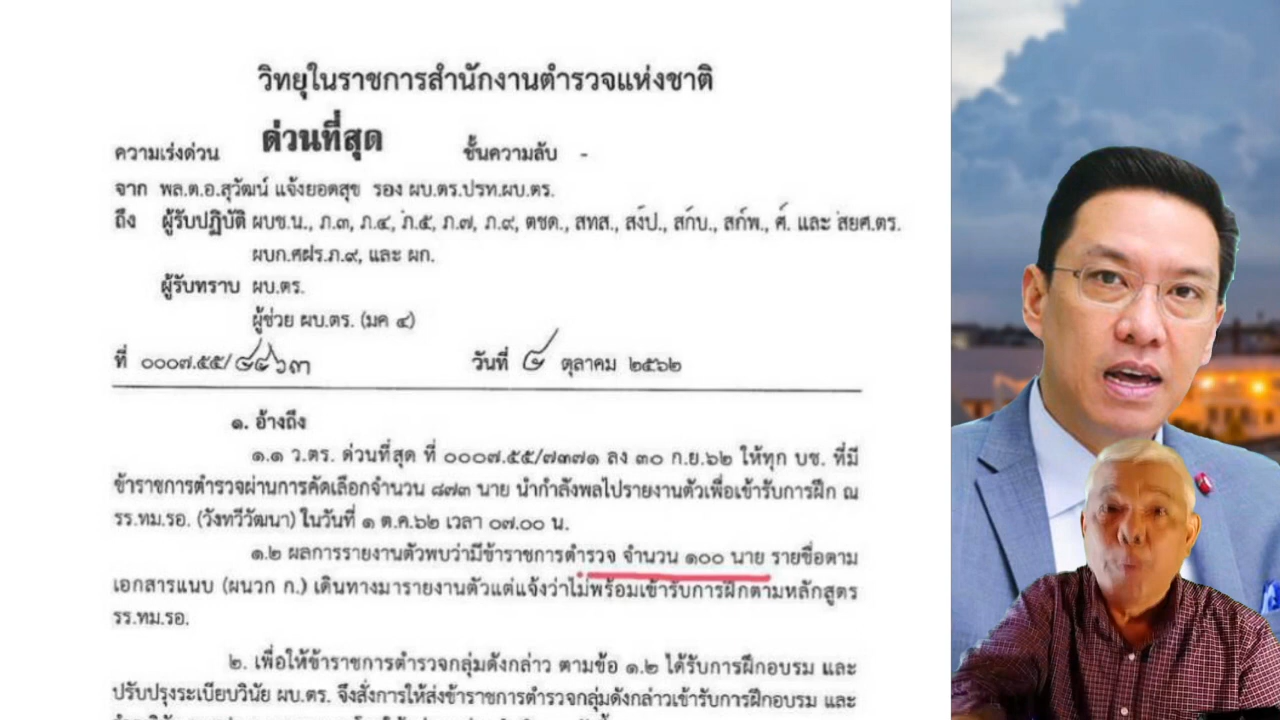 วิทยุในราชการสำนักงานตำรวจแห่งชาติ
ความเร่งด่วน ด่วนที่สุด ชั้นความลับ -
จาก พล.ต.อ.สุวัฒน์ แจ้งยอดสุข รอง ผบ.ตร.ปรท.ผบ.ตร.
ถึง ผู้รับปฏิบัติ ผบช.น., ภ.๓, ภ.๔, ภ.๕, ภ.๗, ภ.๙, ตชด., สทส., สงป., สกบ., สกพ., ศ. และ สยศ.ตร.
ผบก.ศฝร.ภ.๙, และ ผก.
ผู้รับทราบ ผบ.ตร.
ผู้ช่วย ผบ.ตร. (มค ๔)
ที่ ๐๐๐๗.๕๕/๘๔๖๓ วันที่ ๔ ตุลาคม ๒๕๖๒
๑. อ้างถึง
๑.๑ ว.ตร. ด่วนที่สุด ที่ ๐๐๐๗.๕๕/๗๓๗๑ ลง ๓๐ ก.ย.๖๒ ให้ทุก บช. ที่มี
ข้าราชการตำรวจผ่านการคัดเลือกจำนวน ๘๗๓ นาย นำกำลังพลไปรายงานตัวเพื่อเข้ารับการฝึก ณ
รร.ทม.รอ. (วังทวีวัฒนา) ในวันที่ ๑ ต.ค.๖๒ เวลา ๐๗.๐๐ น.
๑.๒ ผลการรายงานตัวพบว่ามีข้าราชการตำรวจ จำนวน ๑๐๐ นาย รายชื่อตาม
เอกสารแนบ (ผนวก ก.) เดินทางมารายงานตัวแต่แจ้งว่าไม่พร้อมเข้ารับการฝึกตามหลักสูตร
รร.ทม.รอ.
๒. เพื่อให้ข้าราชการตำรวจกลุ่มดังกล่าว ตามข้อ ๑.๒ ได้รับการฝึกอบรม และ
ปรับปรุงระเบียบวินัย ผบ.ตร. จึงสั่งการให้ส่งข้าราชการตำรวจกลุ่มดังกล่าวเข้ารับการฝึกอบรม และ